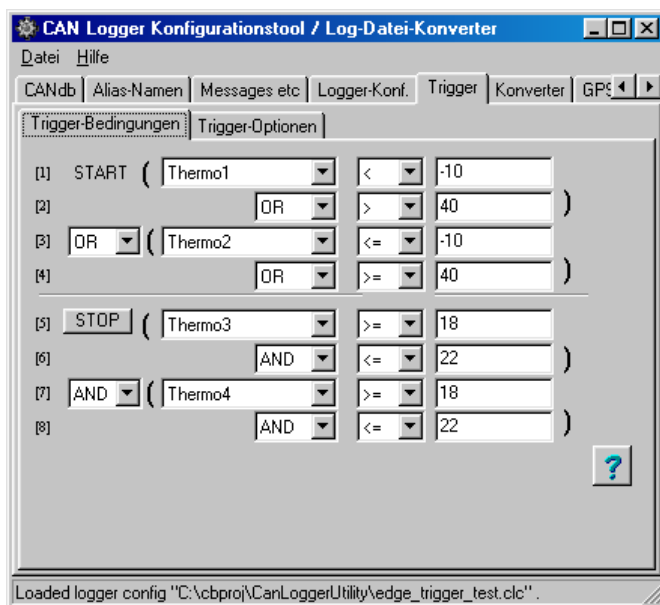 CAN Logger Konfigurationstool / Log-Datei-Konverter
Datei Hilfe
CANdb Alias-Namen Messages etc Logger-Konf. Trigger Konverter GPS
Trigger-Bedingungen Trigger-Optionen
[1] START ( Thermo1 < -10
[2] OR > 40 )
[3] OR ( Thermo2 <= -10
[4] OR >= 40 )
[5] STOP ( Thermo3 >= 18
[6] AND <= 22 )
[7] AND ( Thermo4 >= 18
[8] AND <= 22 )
?
Loaded logger config "C:\cbproj\CanLoggerUtility\edge_trigger_test.clc" .